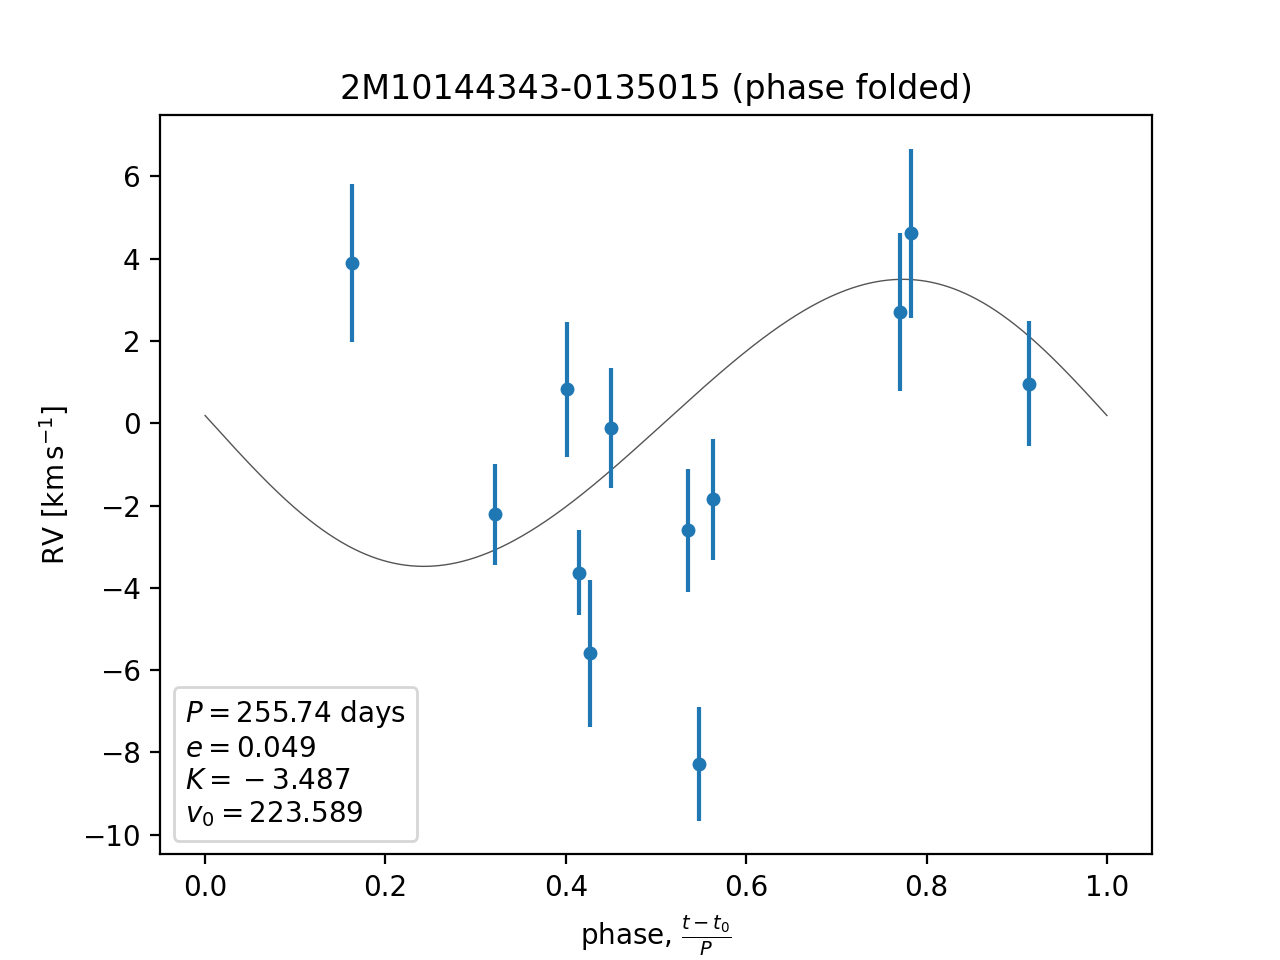 2M10144343-0135015 (phase folded)
RV [km s⁻¹]
6
4
2
0
−2
−4
−6
−8
−10
P = 255.74 days
e = 0.049
K = − 3.487
v₀ = 223.589
0.0 0.2 0.4 0.6 0.8 1.0
phase, (t − t₀)/P